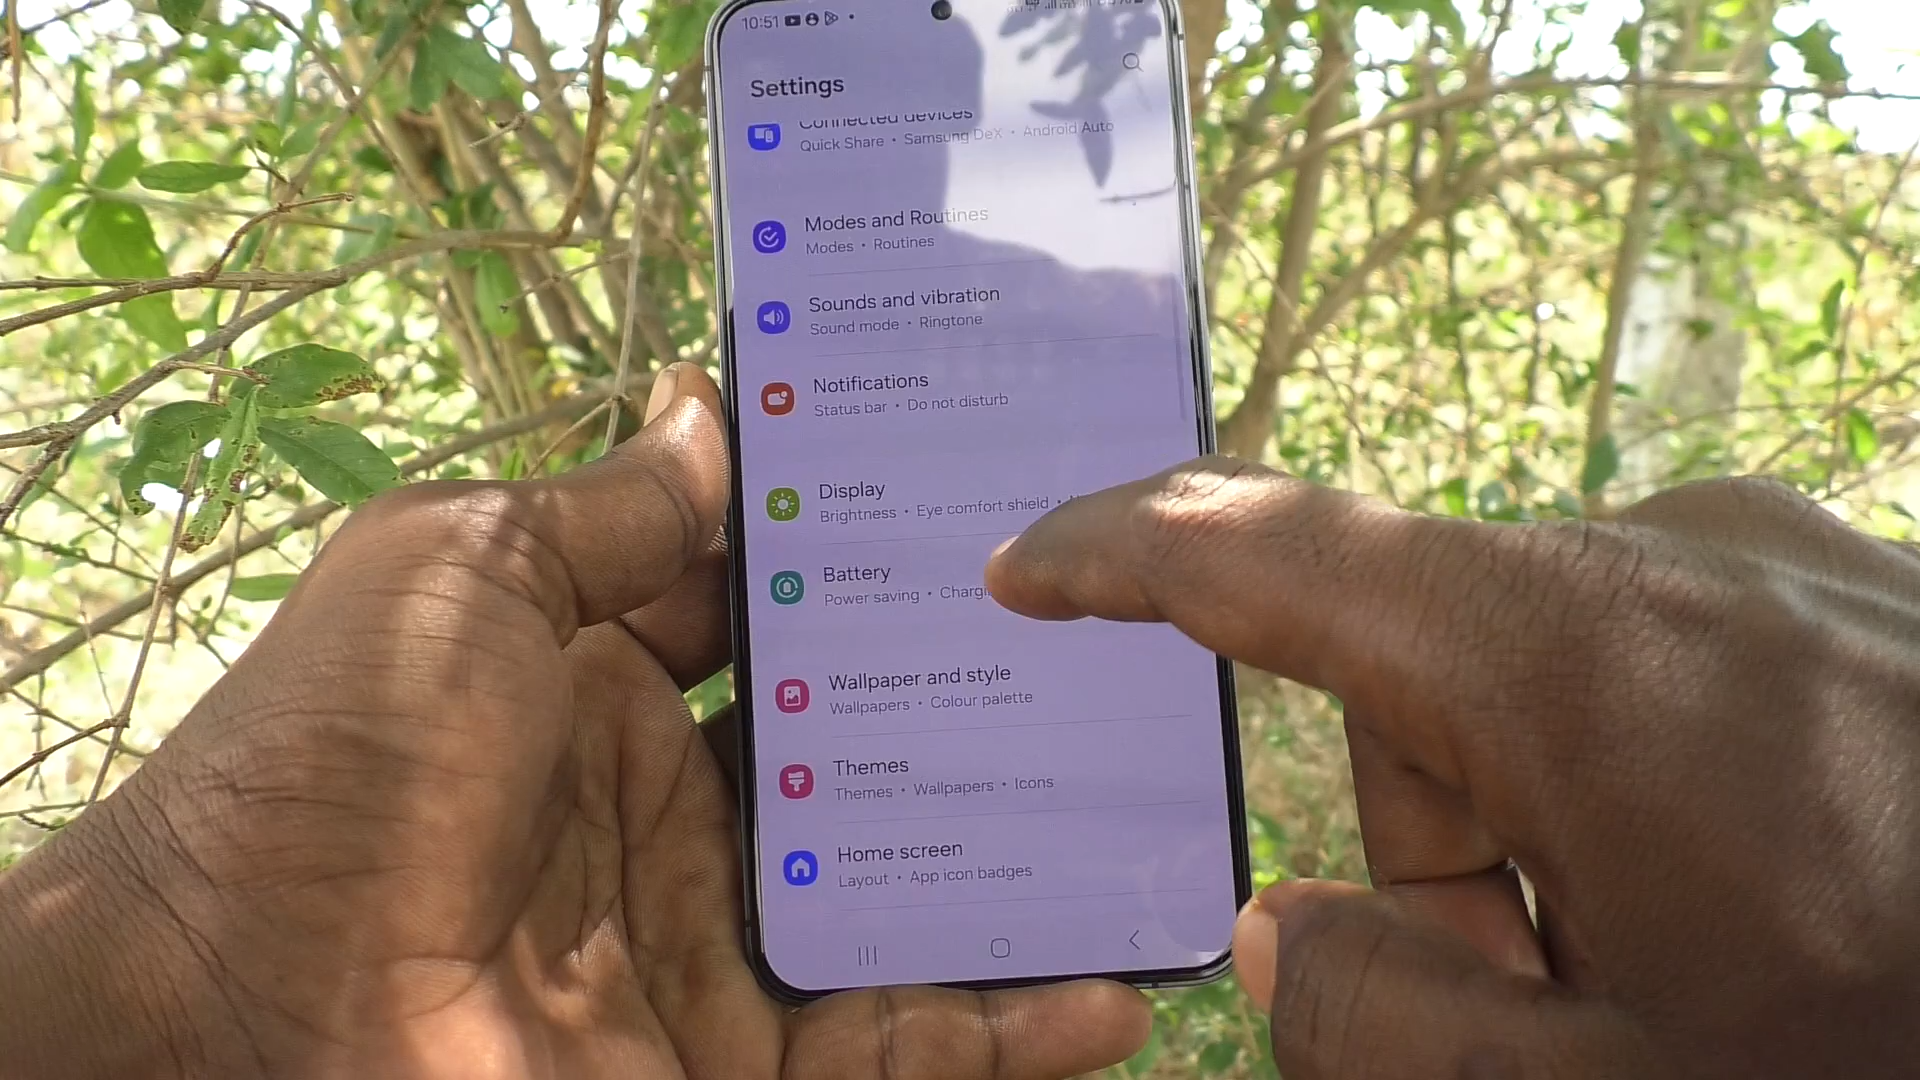 10:51
Settings
Connected devices
Quick Share • Samsung DeX • Android Auto
Modes and Routines
Modes • Routines
Sounds and vibration
Sound mode • Ringtone
Notifications
Status bar • Do not disturb
Display
Brightness • Eye comfort shield •
Battery
Power saving •
Wallpaper and style
Wallpapers • Colour palette
Themes
Themes • Wallpapers • Icons
Home screen
Layout • App icon badges